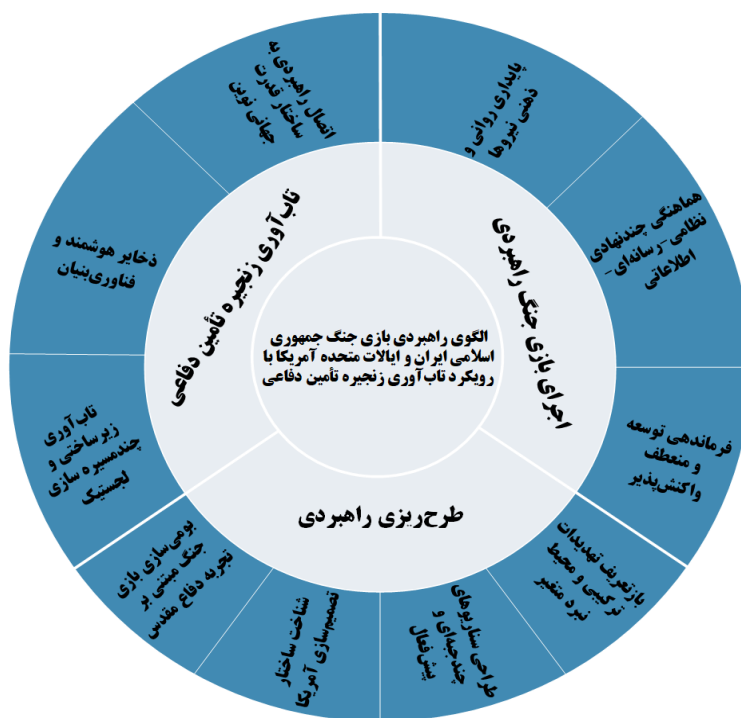 الگوی راهبردی بازی جنگ جمهوری
اسلامی ایران و ایالات متحده آمریکا با
رویکرد تاب‌آوری زنجیره تأمین دفاعی
اجرای بازی جنگ راهبردی
طرح‌ریزی راهبردی
تاب‌آوری زنجیره تأمین دفاعی
پایداری روانی و
ذهنی نیروها
هماهنگی چندنهادی
نظامی-رسانه‌ای-
اطلاعاتی
فرماندهی توسعه
و منعطف
واکنش‌پذیر
بازتعریف تهدیدات
ترکیبی و محیط
نبرد متغیر
طراحی سناریوهای
چندجبه‌ای و
پیش‌فعال
شناخت ساختار
تصمیم‌سازی آمریکا
بومی‌سازی بازی
جنگ مبتنی بر
تجربه دفاع مقدس
تاب‌آوری
زیرساختی و
چندمسیره سازی
لجستیک
ذخایر هوشمند و
فناوری‌بنیان
اتصال راهبردی به
ساختار قدرت
جهانی نوین